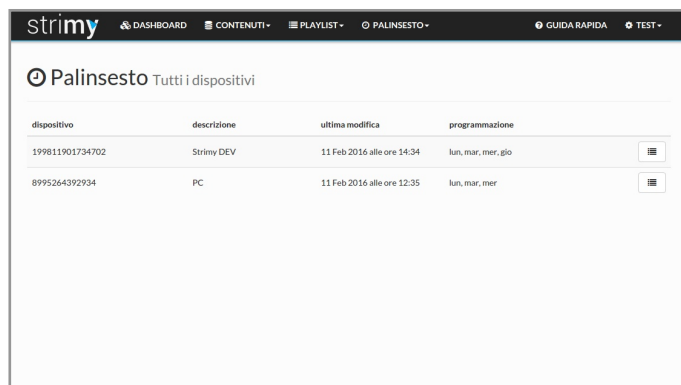 strimy DASHBOARD CONTENUTI PLAYLIST PALINSESTO GUIDA RAPIDA TEST
Palinsesto Tutti i dispositivi
dispositivo descrizione ultima modifica programmazione
199811901734702 Strimy DEV 11 Feb 2016 alle ore 14:34 lun, mar, mer, gio
8995264392934 PC 11 Feb 2016 alle ore 12:35 lun, mar, mer